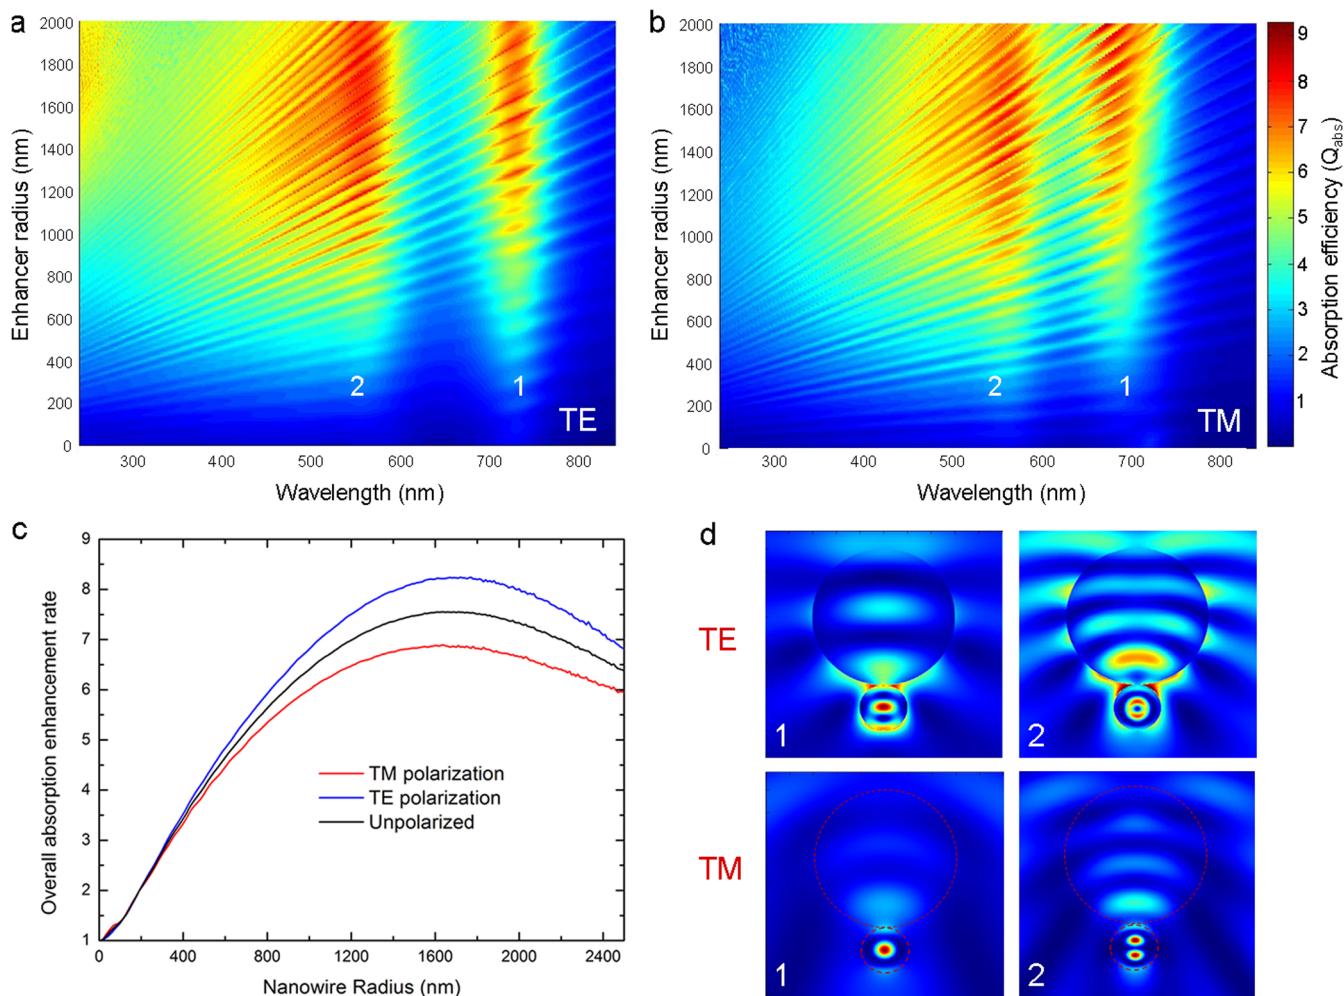 a
2000
1800
1600
1400
1200
1000
800
600
400
200
0
Enhancer radius (nm)
2
1
TE
300 400 500 600 700 800
Wavelength (nm)
b
2000
1800
1600
1400
1200
1000
800
600
400
200
0
Enhancer radius (nm)
2
1
TM
300 400 500 600 700 800
Wavelength (nm)
9
8
7
6
5
4
3
2
1
Absorption efficiency (Qabs)
c
9
8
7
6
5
4
3
2
1
Overall absorption enhancement rate
TM polarization
TE polarization
Unpolarized
0 400 800 1200 1600 2000 2400
Nanowire Radius (nm)
d
TE
1
2
TM
1
2